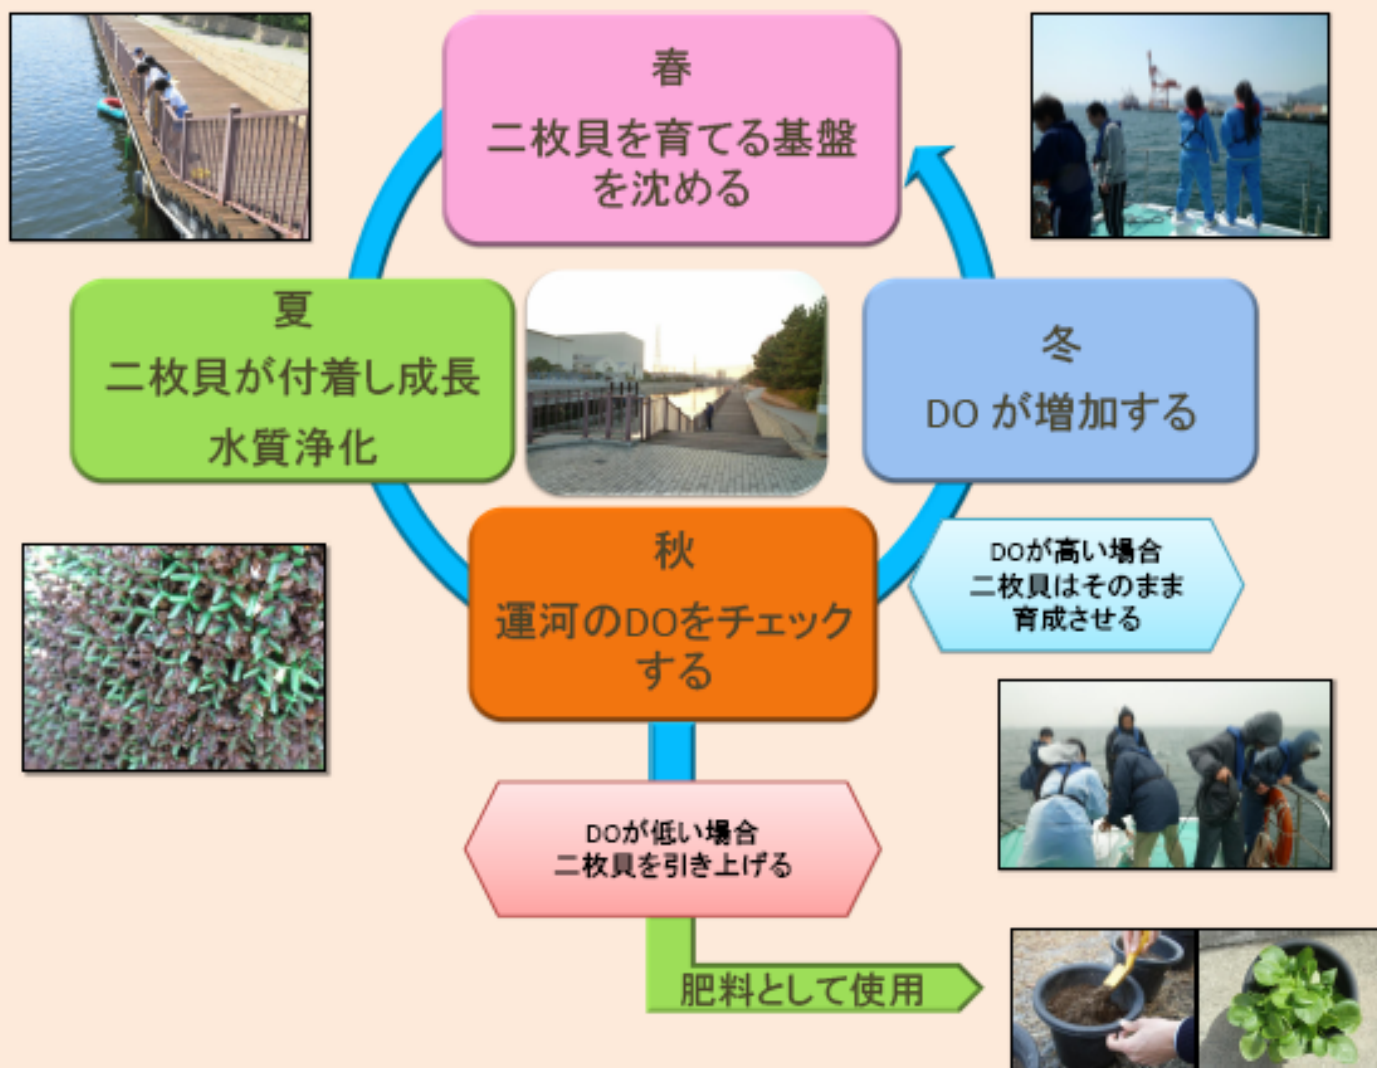 春
二枚貝を育てる基盤
を沈める
夏
二枚貝が付着し成長
水質浄化
冬
DO が増加する
秋
運河のDOをチェック
する
DOが高い場合
二枚貝はそのまま
育成させる
DOが低い場合
二枚貝を引き上げる
肥料として使用